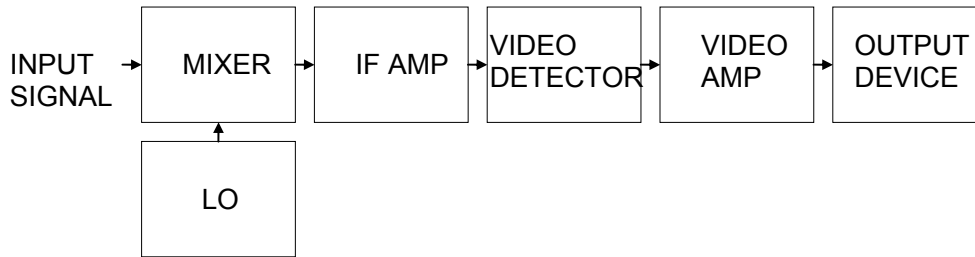 INPUT
SIGNAL
MIXER
IF AMP
VIDEO
DETECTOR
VIDEO
AMP
OUTPUT
DEVICE
LO